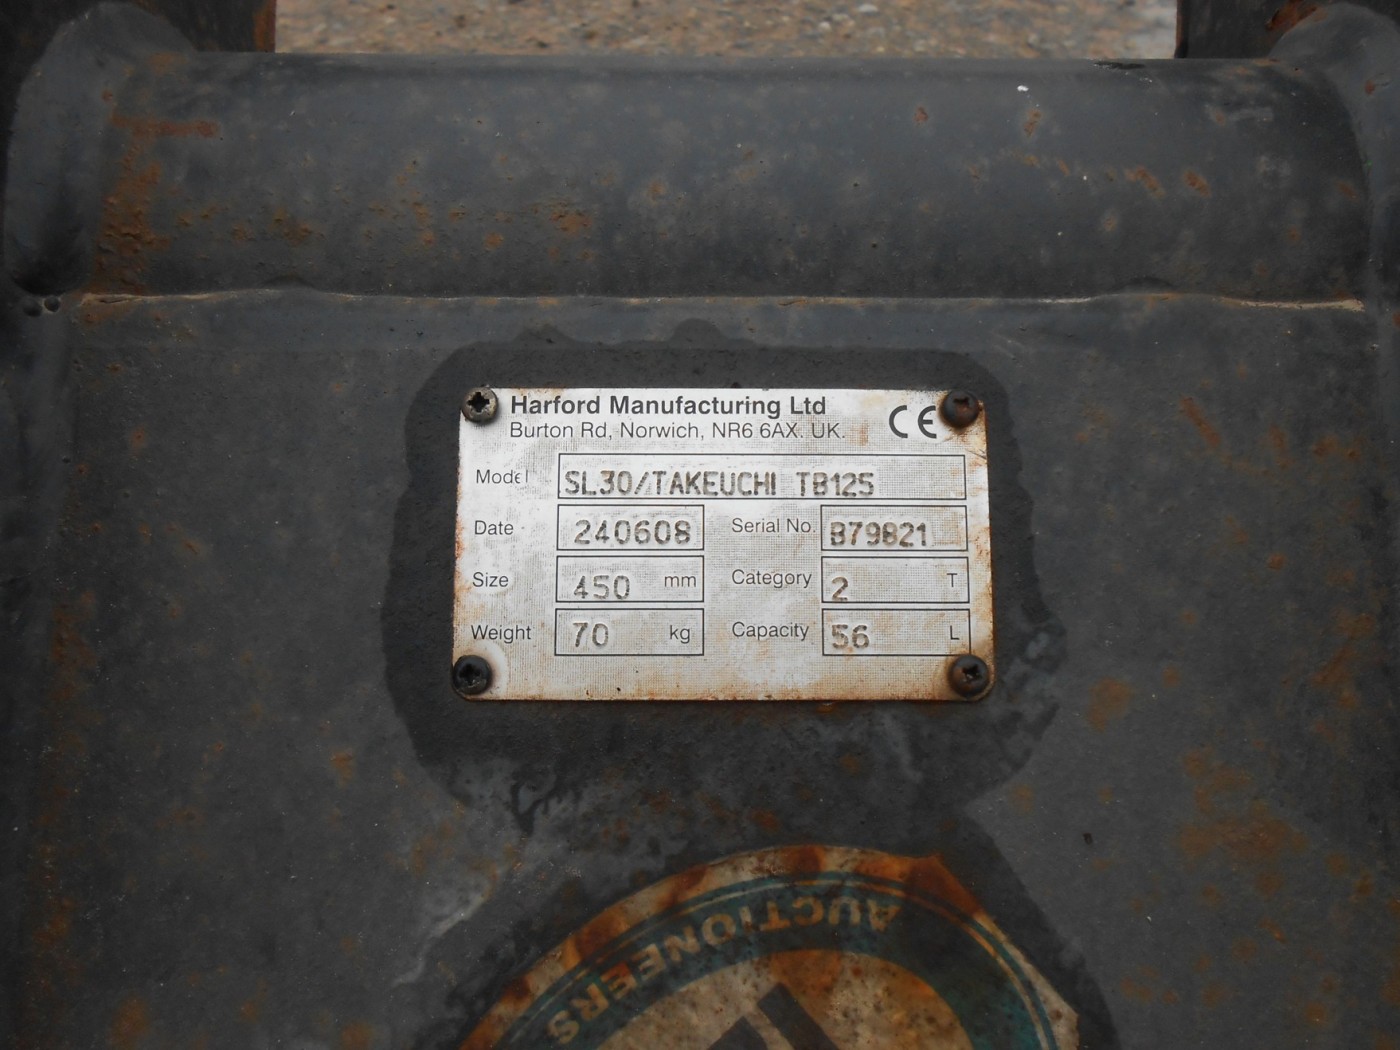 Harford Manufacturing Ltd
Burton Rd, Norwich, NR6 6AX. UK.
CE
Model SL30/TAKEUCHI TB125
Date 240608 Serial No. B79821
Size 450 mm Category 2 T
Weight 70 kg Capacity 56 L
AUCTIONEERS